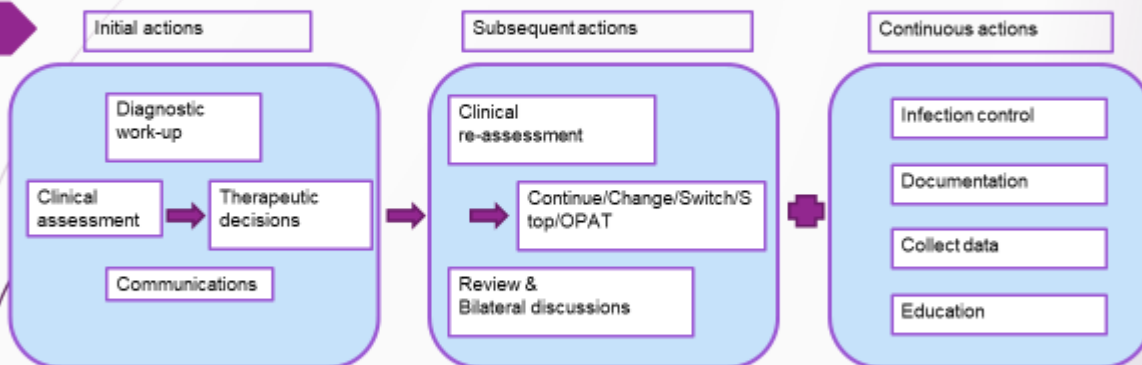 Initial actions
Diagnostic
work-up
Clinical
assessment
Therapeutic
decisions
Communications
Subsequent actions
Clinical
re-assessment
Continue/Change/Switch/S
top/OPAT
Review &
Bilateral discussions
Continuous actions
Infection control
Documentation
Collect data
Education